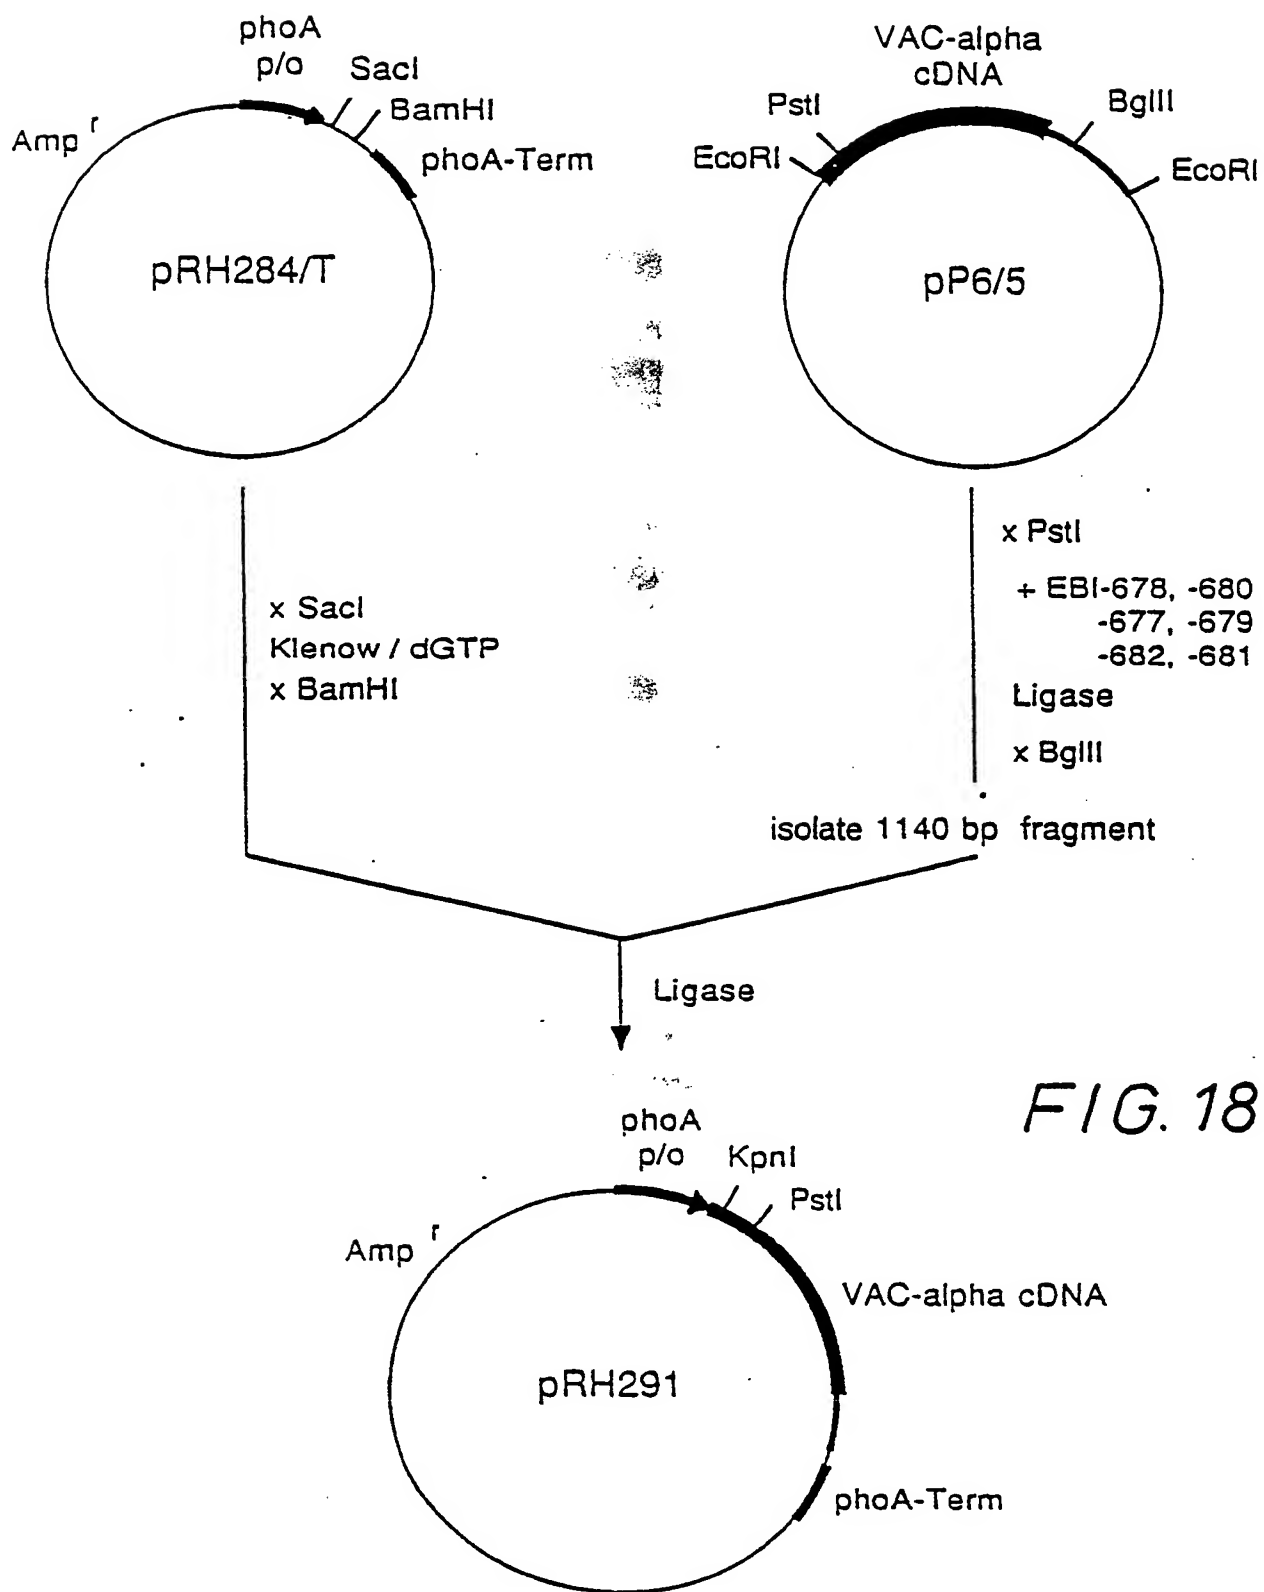 phoA
p/o
SacI
BamHI
Amp r
phoA-Term
pRH284/T
VAC-alpha
cDNA
PstI
BglII
EcoRI
EcoRI
pP6/5
x SacI
Klenow / dGTP
x BamHI
x PstI
+ EBI-678, -680
-677, -679
-682, -681
Ligase
x BglII
isolate 1140 bp fragment
Ligase
FIG. 18
phoA
p/o
KpnI
PstI
Amp r
VAC-alpha cDNA
pRH291
phoA-Term